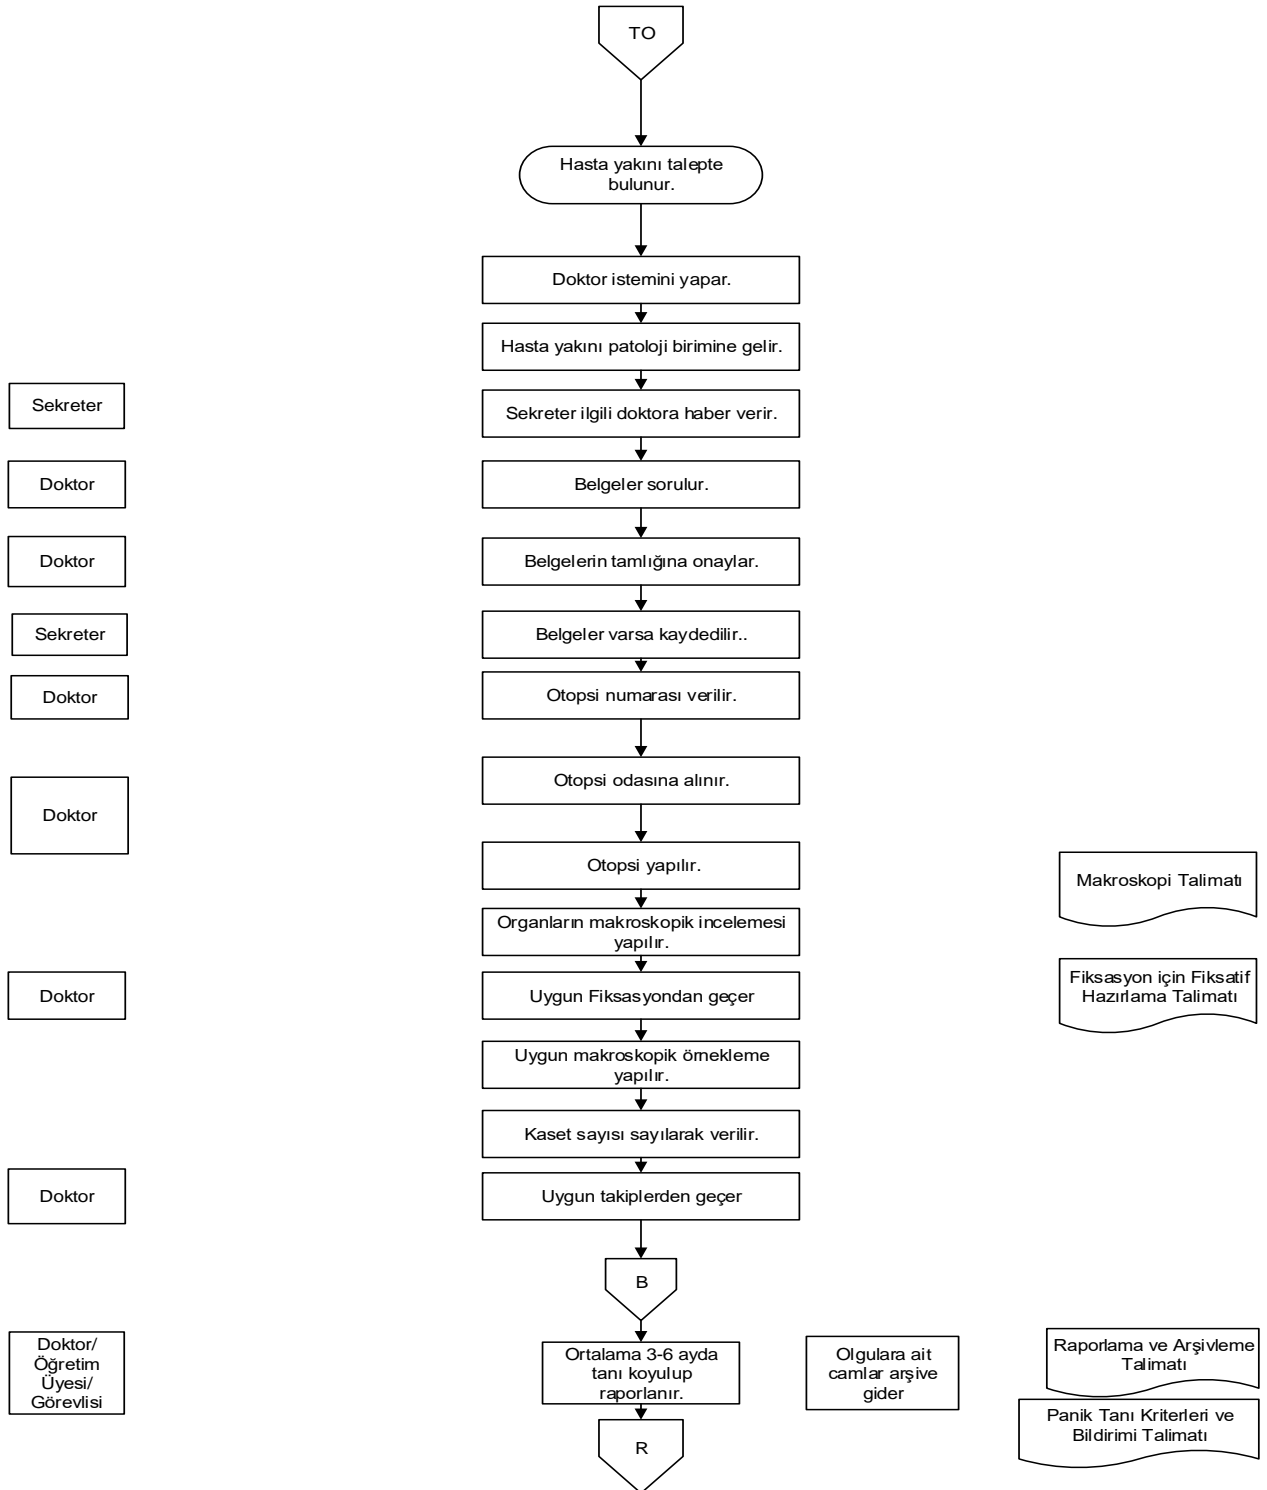 TO
Hasta yakını talepte
bulunur.
Doktor istemini yapar.
Hasta yakını patoloji birimine gelir.
Sekreter
Sekreter ilgili doktora haber verir.
Doktor
Belgeler sorulur.
Doktor
Belgelerin tamlığına onaylar.
Sekreter
Belgeler varsa kaydedilir..
Doktor
Otopsi numarası verilir.
Otopsi odasına alınır.
Doktor
Otopsi yapılır.
Makroskopi Talimatı
Organların makroskopik incelemesi
yapılır.
Doktor
Uygun Fiksasyondan geçer
Fiksasyon için Fiksatif
Hazırlama Talimatı
Uygun makroskopik örnekleme
yapılır.
Kaset sayısı sayılarak verilir.
Doktor
Uygun takiplerden geçer
B
Doktor/
Öğretim
Üyesi/
Görevlisi
Ortalama 3-6 ayda
tanı koyulup
raporlanır.
Olgulara ait
camlar arşive
gider
Raporlama ve Arşivleme
Talimatı
Panik Tanı Kriterleri ve
Bildirimi Talimatı
R